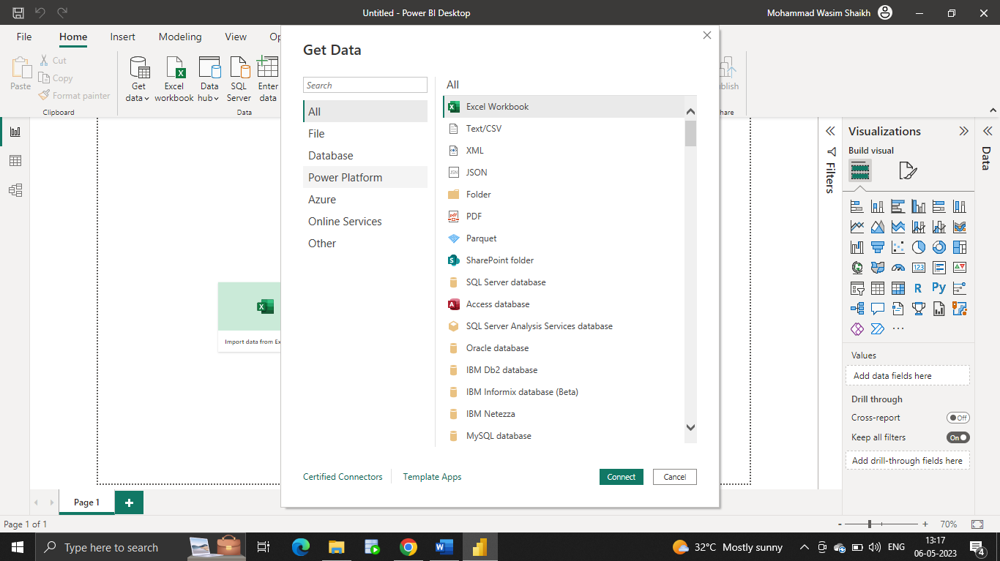 Untitled - Power BI Desktop
Mohammad Wasim Shaikh
File
Home
Insert
Modeling
View
Op
Paste
Cut
Copy
Format painter
Clipboard
Get data
Excel workbook
Data hub
SQL Server
Enter data
Data
blish
hare
Import data from Ex
Get Data
Search
All
File
Database
Power Platform
Azure
Online Services
Other
All
Excel Workbook
Text/CSV
XML
JSON
Folder
PDF
Parquet
SharePoint folder
SQL Server database
Access database
SQL Server Analysis Services database
Oracle database
IBM Db2 database
IBM Informix database (Beta)
IBM Netezza
MySQL database
Certified Connectors
Template Apps
Connect
Cancel
Filters
Visualizations
Build visual
123
R
Py
Values
Add data fields here
Drill through
Cross-report
Off
Keep all filters
On
Add drill-through fields here
Data
Page 1
Page 1 of 1
- + 70%
Type here to search
32°C Mostly sunny
ENG
13:17
06-05-2023
4